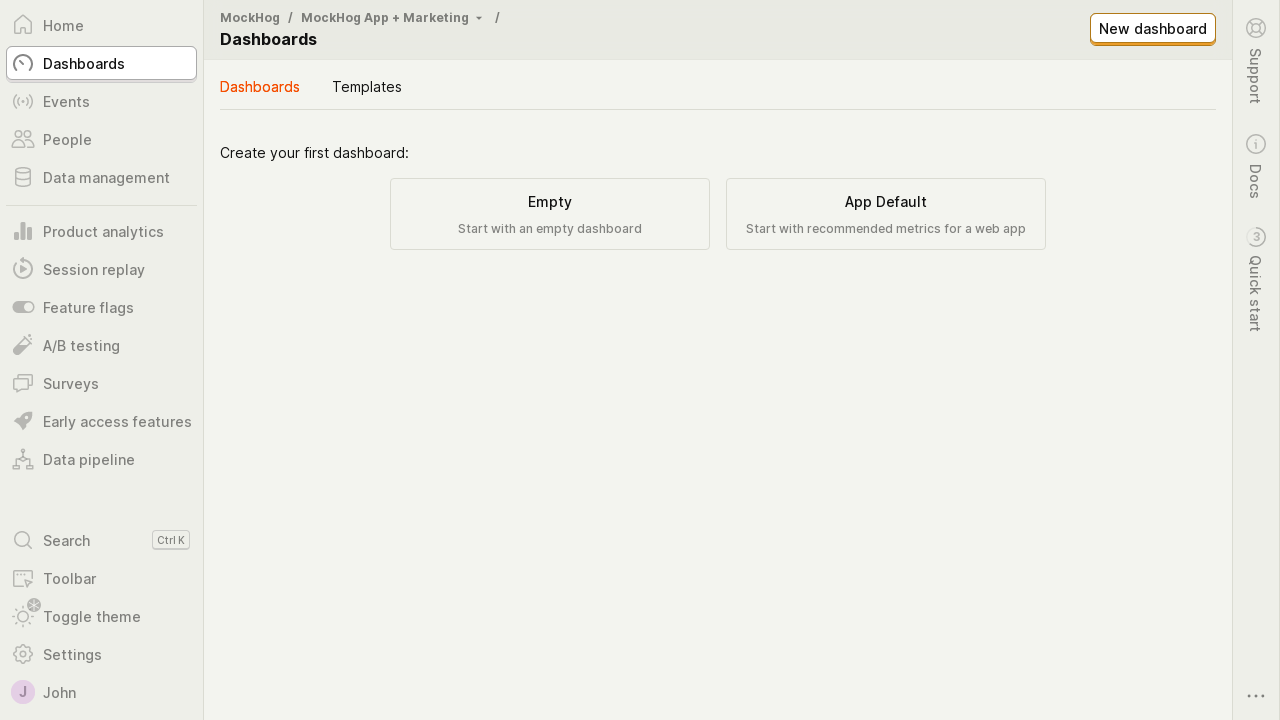 Home
Dashboards
Events
People
Data management
Product analytics
Session replay
Feature flags
A/B testing
Surveys
Early access features
Data pipeline
Search Ctrl K
Toolbar
Toggle theme
Settings
J John
MockHog / MockHog App + Marketing /
Dashboards
New dashboard
Dashboards Templates
Create your first dashboard:
Empty
Start with an empty dashboard
App Default
Start with recommended metrics for a web app
Support
Docs
3 Quick start